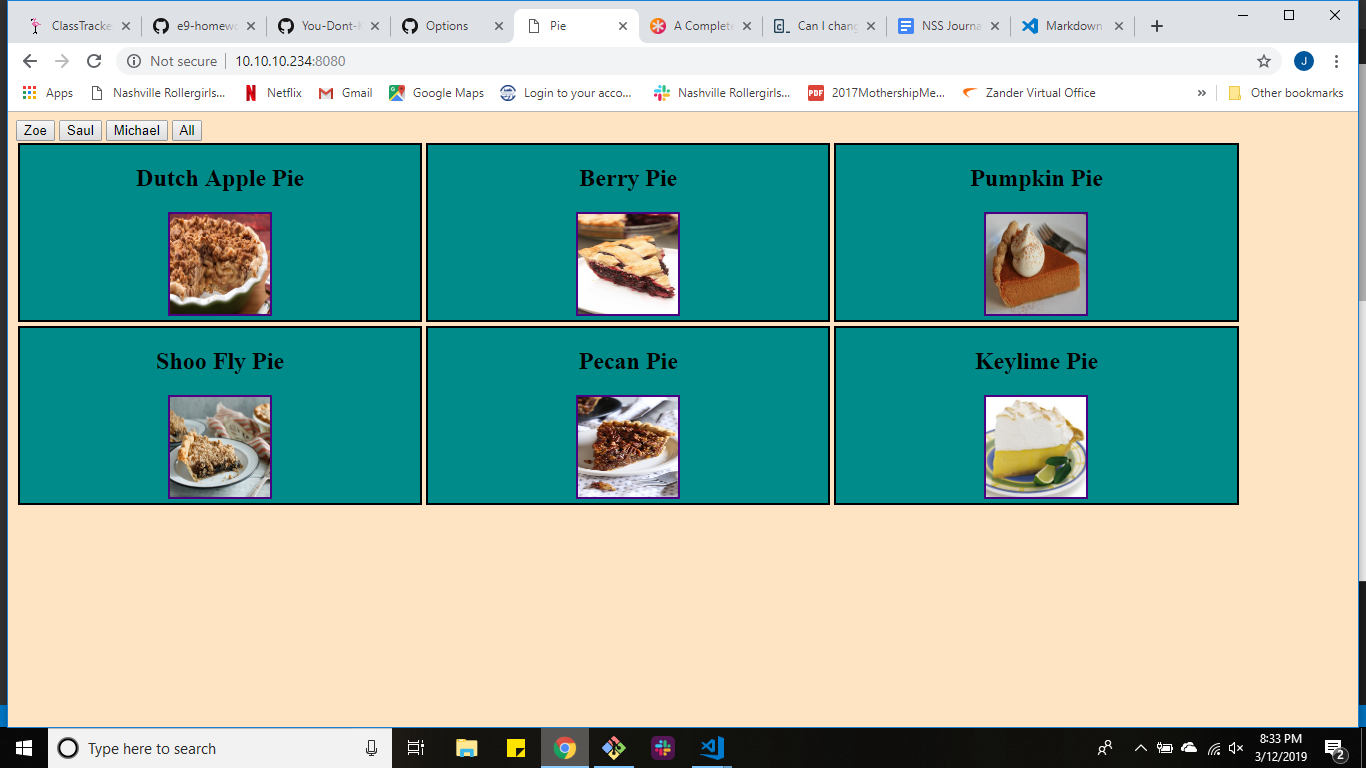 ClassTracke
e9-homewo
You-Dont-K
Options
Pie
A Complete
Can I chang
NSS Journa
Markdown
Not secure 10.10.10.234:8080 J
Apps Nashville Rollergirls... Netflix Gmail Google Maps Login to your acco... Nashville Rollergirls... PDF 2017MothershipMe... Zander Virtual Office » Other bookmarks
Zoe Saul Michael All
Dutch Apple Pie
Berry Pie
Pumpkin Pie
Shoo Fly Pie
Pecan Pie
Keylime Pie
Type here to search
8:33 PM
3/12/2019
2